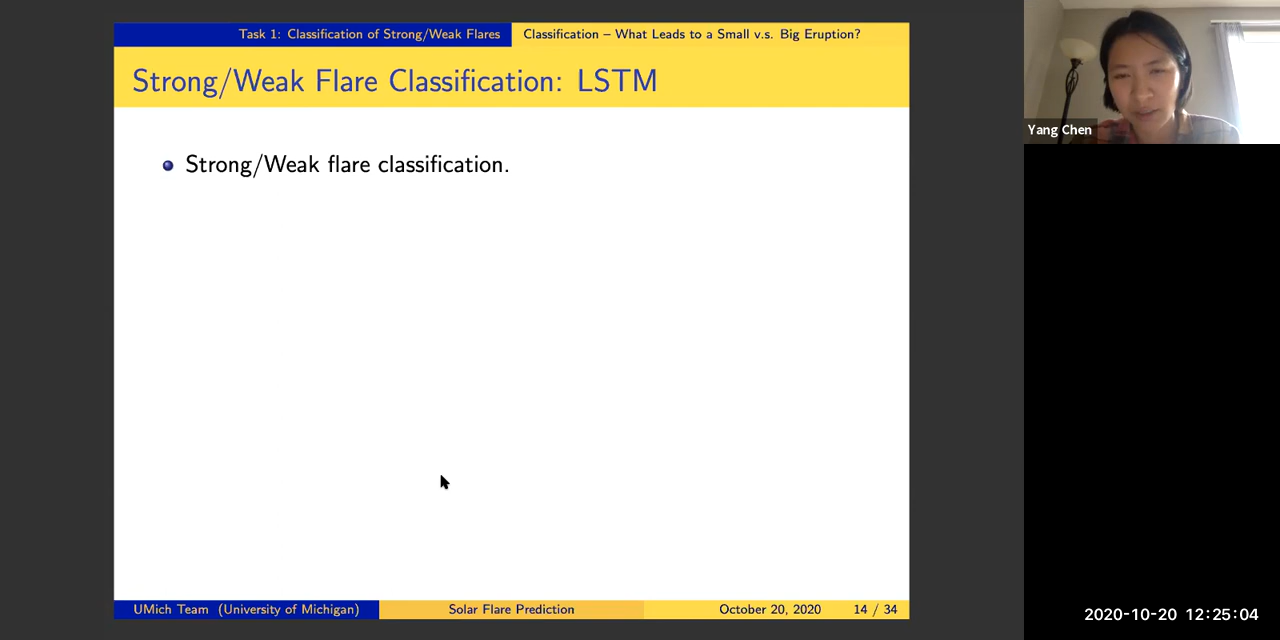 Task 1: Classification of Strong/Weak Flares
Classification – What Leads to a Small v.s. Big Eruption?
Strong/Weak Flare Classification: LSTM
Strong/Weak flare classification.
UMich Team (University of Michigan)
Solar Flare Prediction
October 20, 2020
14 / 34
Yang Chen
2020-10-20 12:25:04